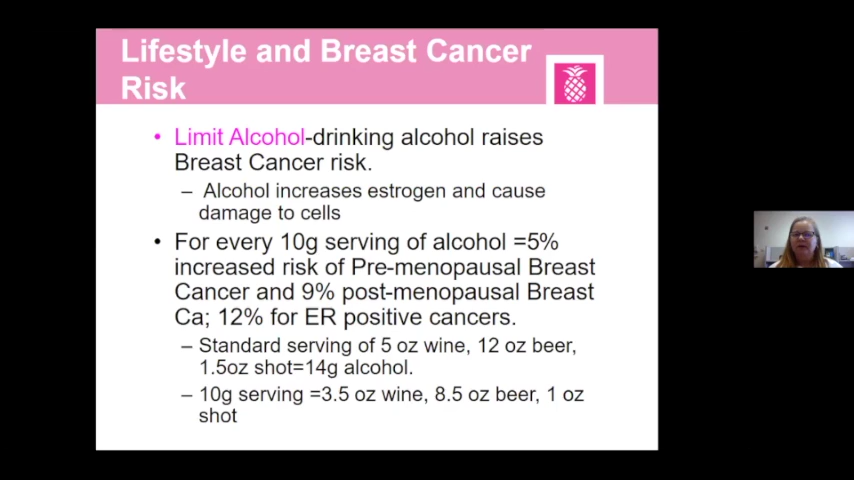 Lifestyle and Breast Cancer
Risk
• Limit Alcohol-drinking alcohol raises
Breast Cancer risk.
– Alcohol increases estrogen and cause
damage to cells
• For every 10g serving of alcohol =5%
increased risk of Pre-menopausal Breast
Cancer and 9% post-menopausal Breast
Ca; 12% for ER positive cancers.
– Standard serving of 5 oz wine, 12 oz beer,
1.5oz shot=14g alcohol.
– 10g serving =3.5 oz wine, 8.5 oz beer, 1 oz
shot